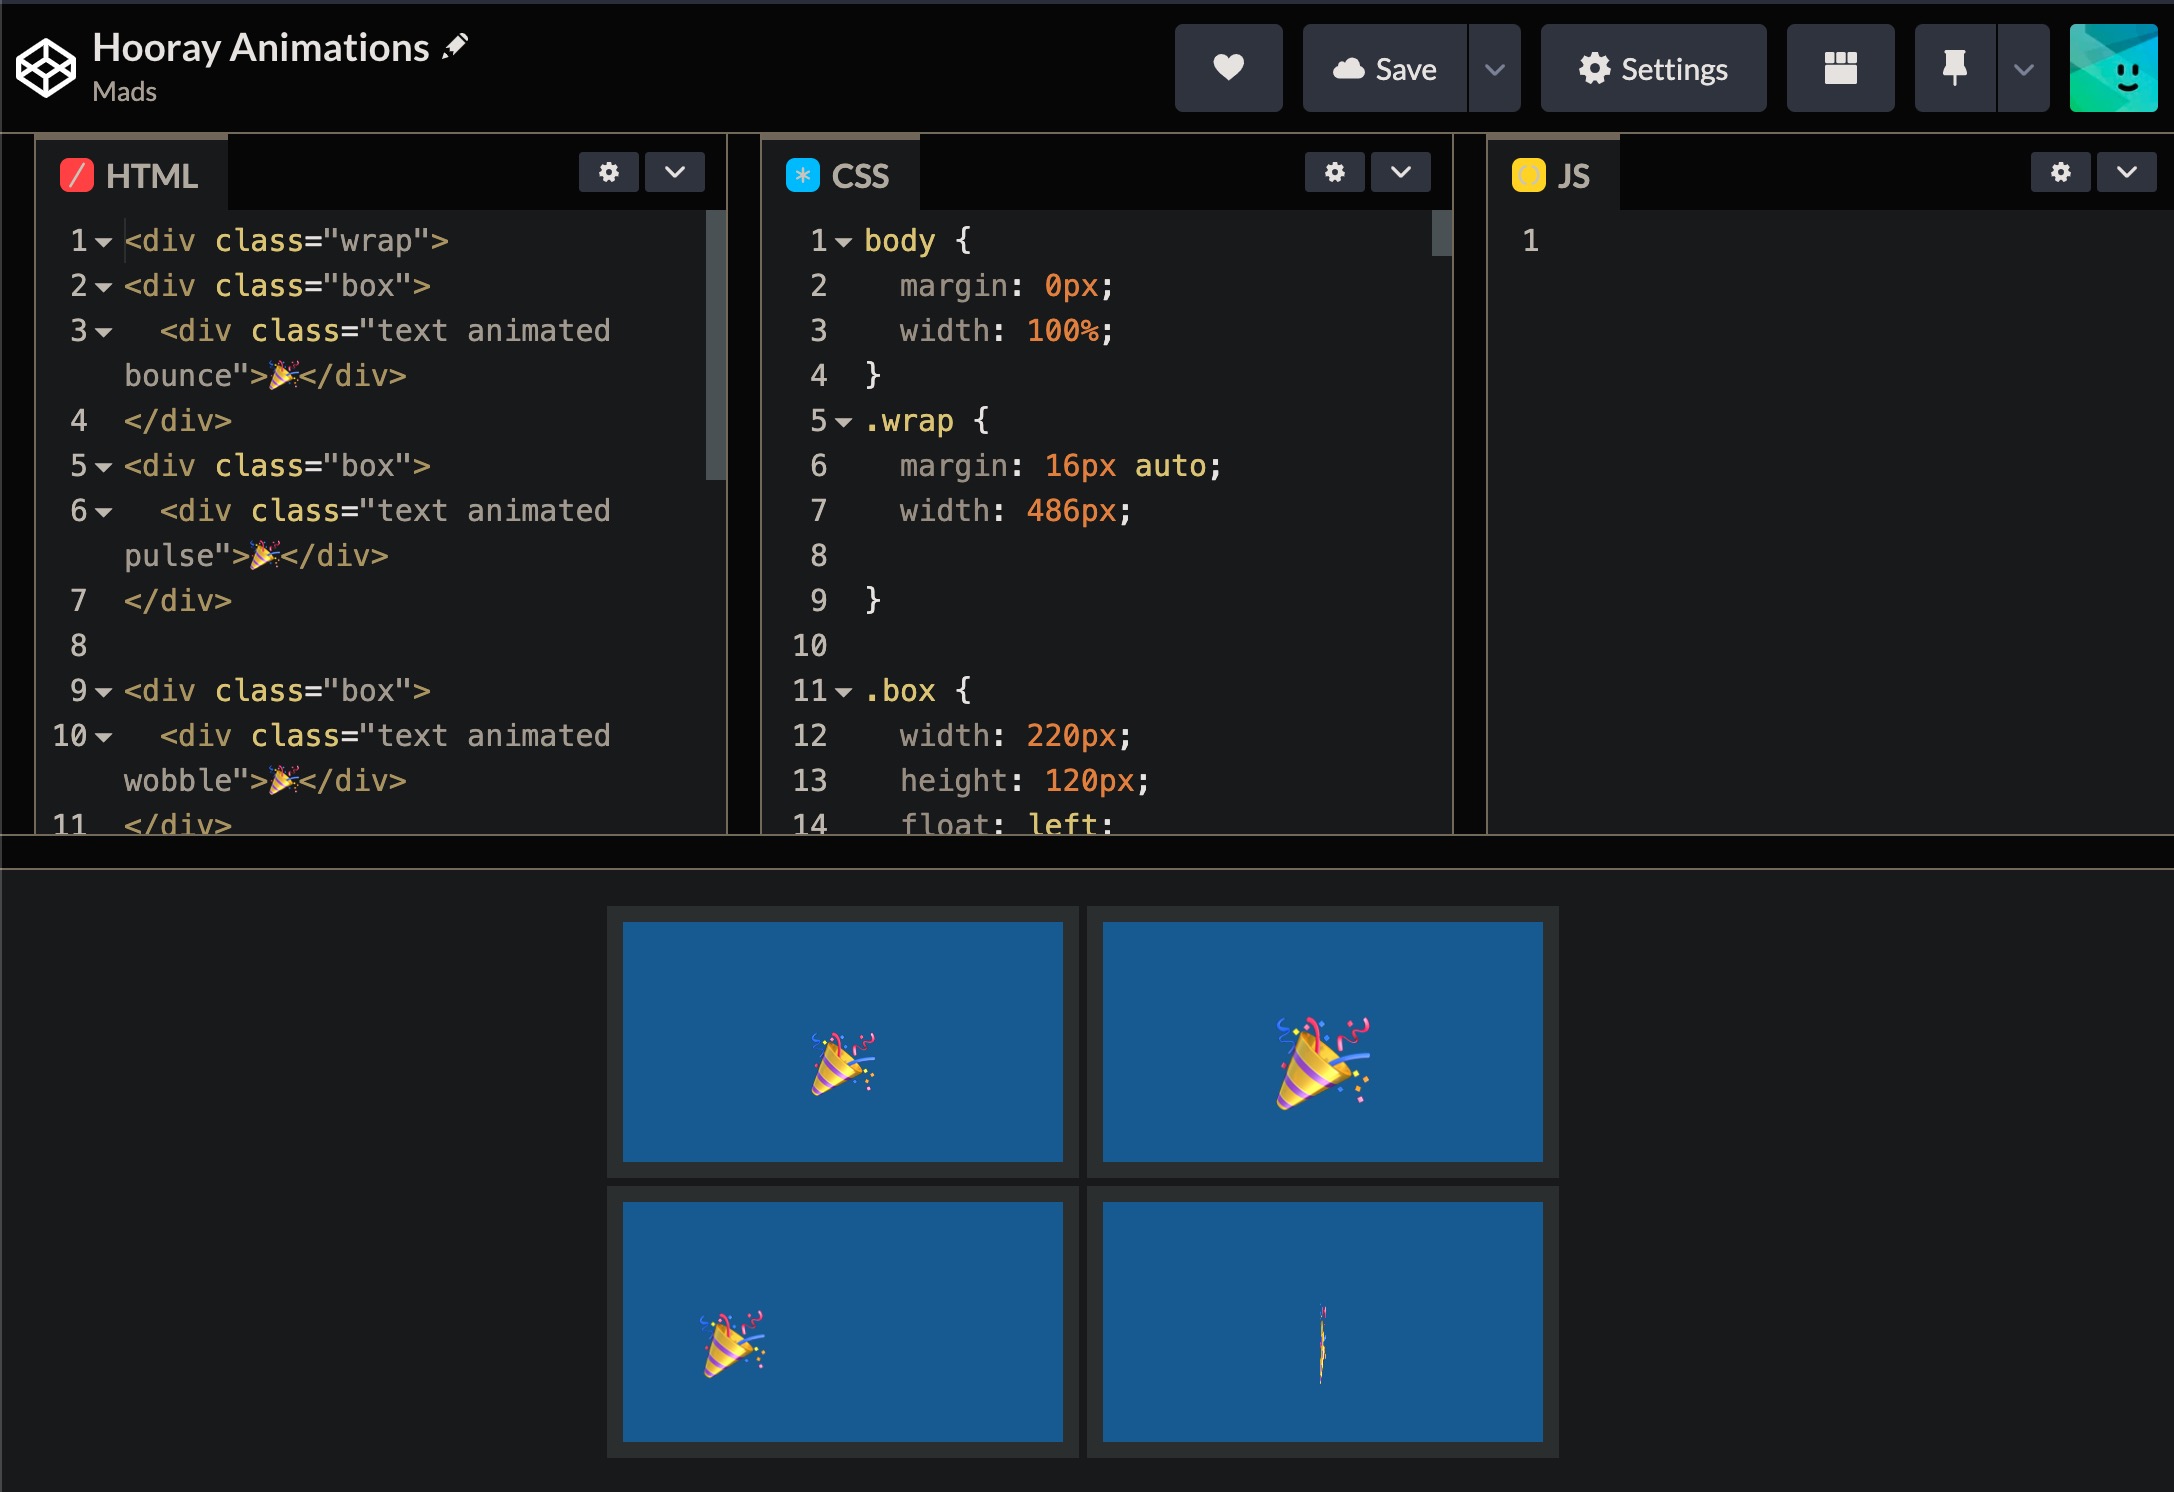 Hooray Animations
Mads
Save
Settings
HTML
1 <div class="wrap">
2 <div class="box">
3 <div class="text animated
bounce">🎉</div>
4 </div>
5 <div class="box">
6 <div class="text animated
pulse">🎉</div>
7 </div>
8
9 <div class="box">
10 <div class="text animated
wobble">🎉</div>
11 </div>
CSS
1 body {
2 margin: 0px;
3 width: 100%;
4 }
5 .wrap {
6 margin: 16px auto;
7 width: 486px;
8
9 }
10
11 .box {
12 width: 220px;
13 height: 120px;
14 float: left;
JS
1